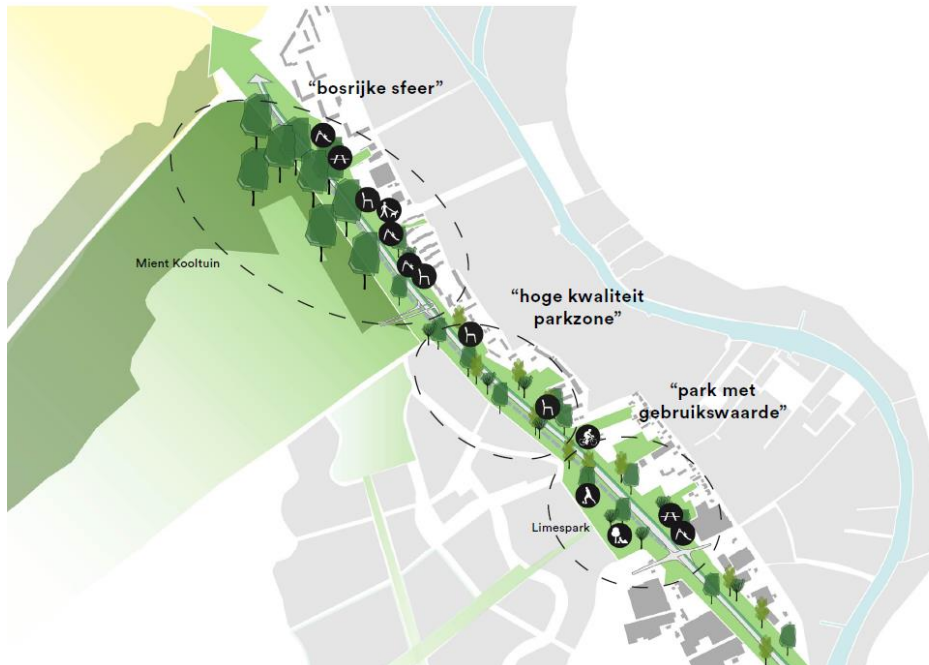 “bosrijke sfeer”
Mient Kooltuin
“hoge kwaliteit
parkzone”
“park met
gebruikswaarde”
Limespark